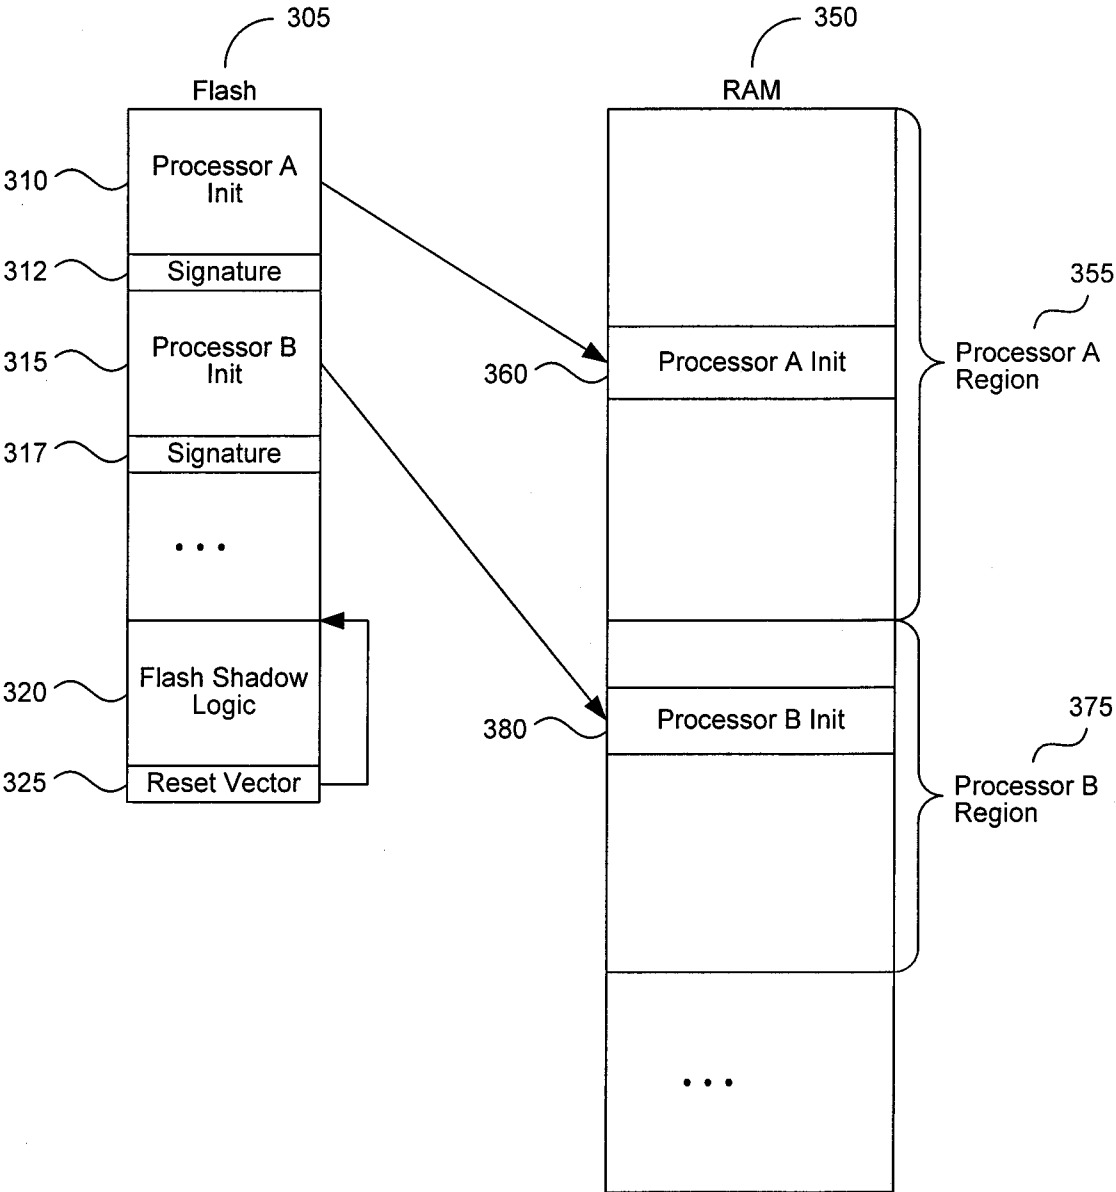 305
350
Flash
RAM
310
Processor A
Init
312
Signature
315
Processor B
Init
317
Signature
• • •
320
Flash Shadow
Logic
325
Reset Vector
360
Processor A Init
355
Processor A
Region
380
Processor B Init
375
Processor B
Region
• • •